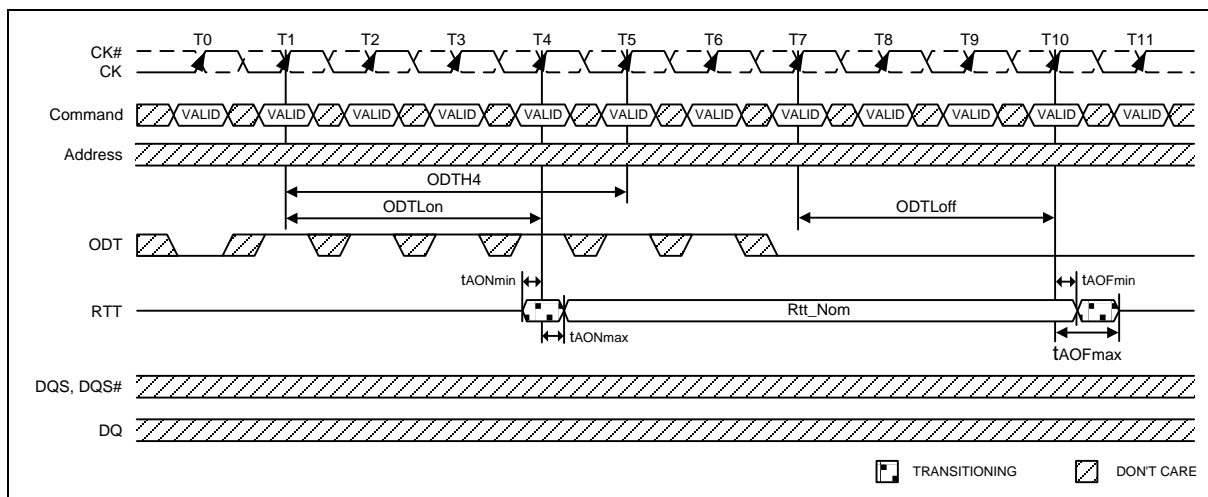 T0 T1 T2 T3 T4 T5 T6 T7 T8 T9 T10 T11
CK#
CK
Command VALID VALID VALID VALID VALID VALID VALID VALID VALID VALID VALID VALID
Address
ODTH4
ODTLon ODTLoff
ODT
tAONmin tAOFmin
RTT Rtt_Nom
tAONmax
tAOFmax
DQS, DQS#
DQ
TRANSITIONING DON'T CARE